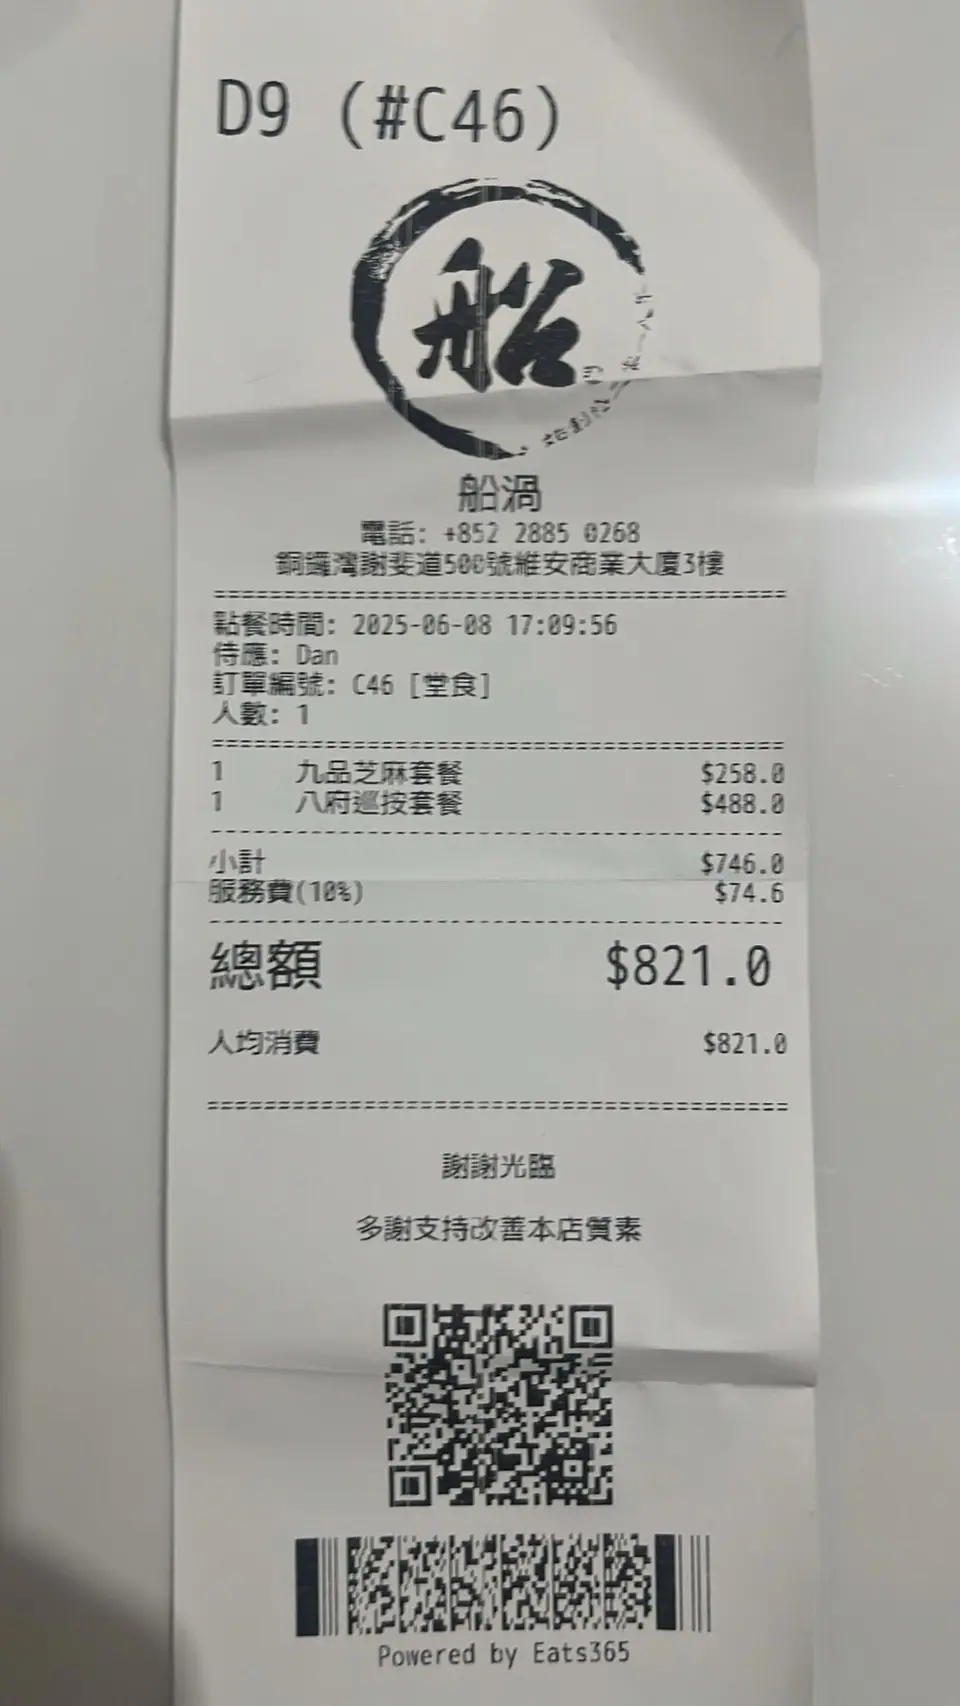 D9 (#C46)
船
船渦
電話: +852 2885 0268
銅鑼灣謝斐道500號維安商業大廈3樓
點餐時間: 2025-06-08 17:09:56
侍應: Dan
訂單編號: C46 [堂食]
人數: 1
1 九品芝麻套餐 $258.0
1 八府巡按套餐 $488.0
小計 $746.0
服務費(10%) $74.6
總額 $821.0
人均消費 $821.0
謝謝光臨
多謝支持改善本店質素
Powered by Eats365